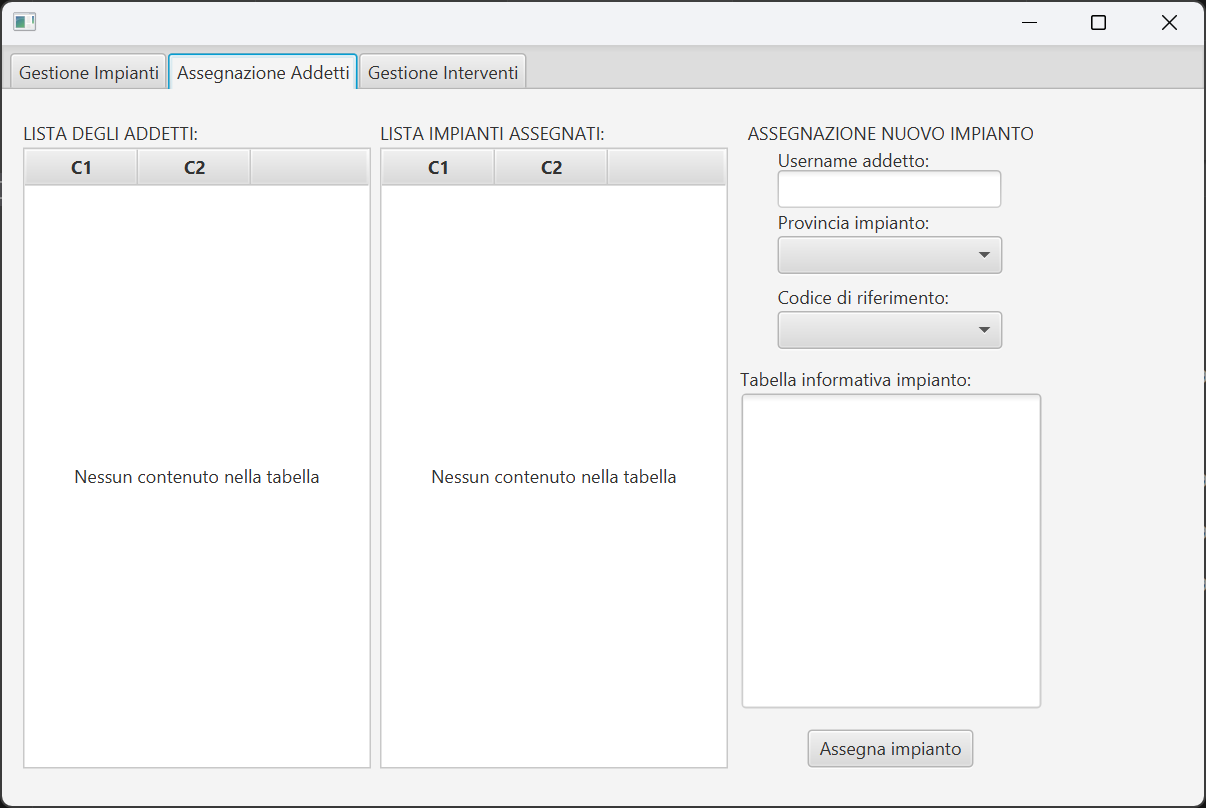 Gestione Impianti
Assegnazione Addetti
Gestione Interventi
LISTA DEGLI ADDETTI:
C1
C2
Nessun contenuto nella tabella
LISTA IMPIANTI ASSEGNATI:
C1
C2
Nessun contenuto nella tabella
ASSEGNAZIONE NUOVO IMPIANTO
Username addetto:
Provincia impianto:
Codice di riferimento:
Tabella informativa impianto:
Assegna impianto